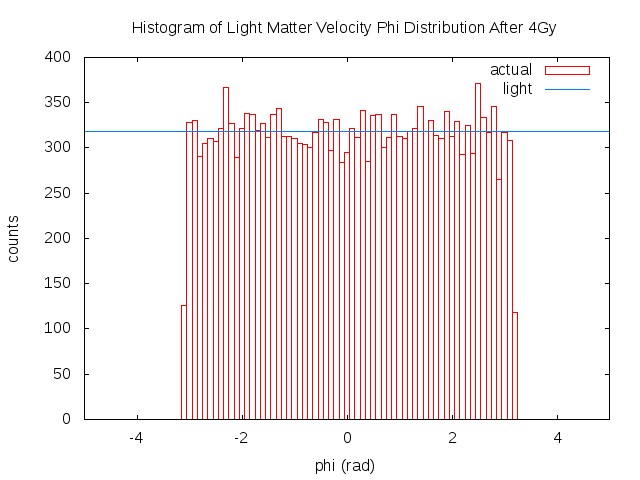 Histogram of Light Matter Velocity Phi Distribution After 4Gy
400
350
300
250
200
150
100
50
0
counts
actual
light
-4 -2 0 2 4
phi (rad)